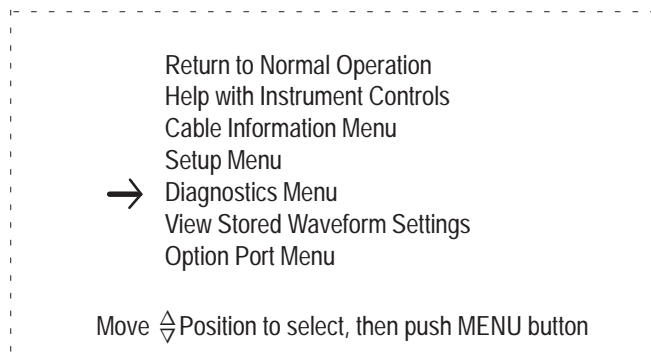 Return to Normal Operation
Help with Instrument Controls
Cable Information Menu
Setup Menu
Diagnostics Menu
View Stored Waveform Settings
Option Port Menu
Move △▽ Position to select, then push MENU button